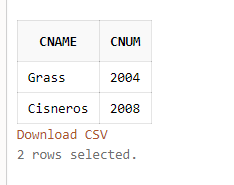 CNAME CNUM
Grass 2004
Cisneros 2008
Download CSV
2 rows selected.